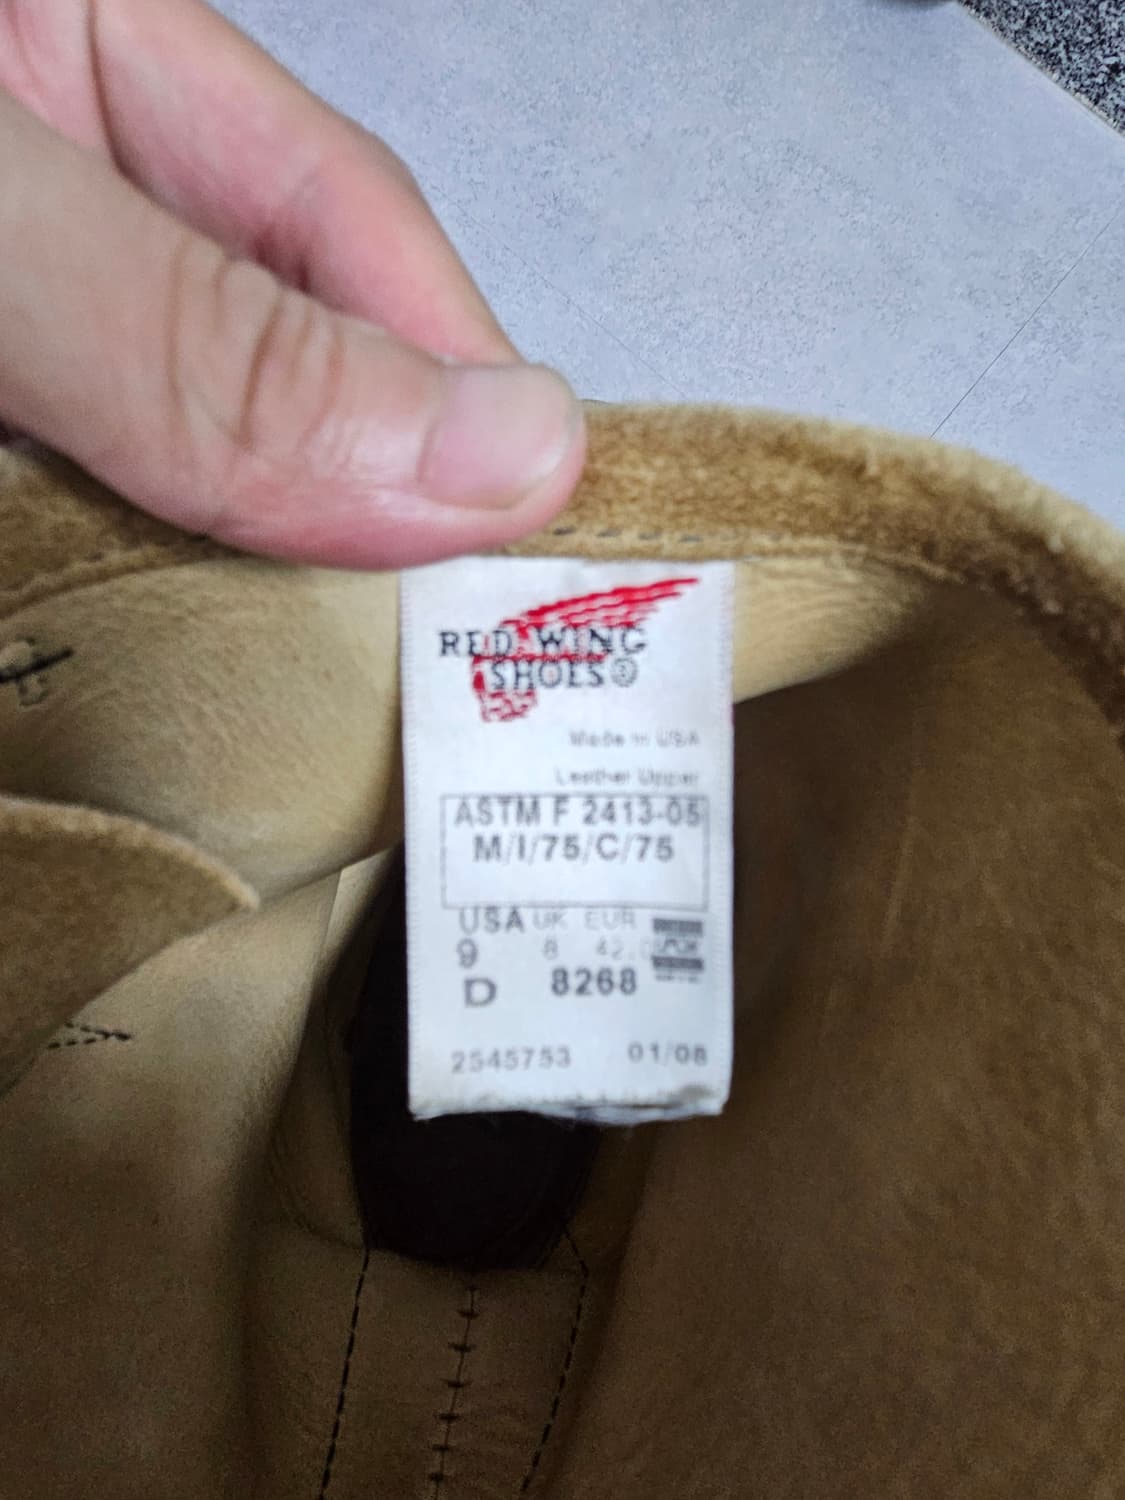 RED WING
SHOES®
Made in USA
Leather Upper
ASTM F 2413-05
M/I/75/C/75
USA UK EUR
9 8 42.0
D 8268
2545753 01/08